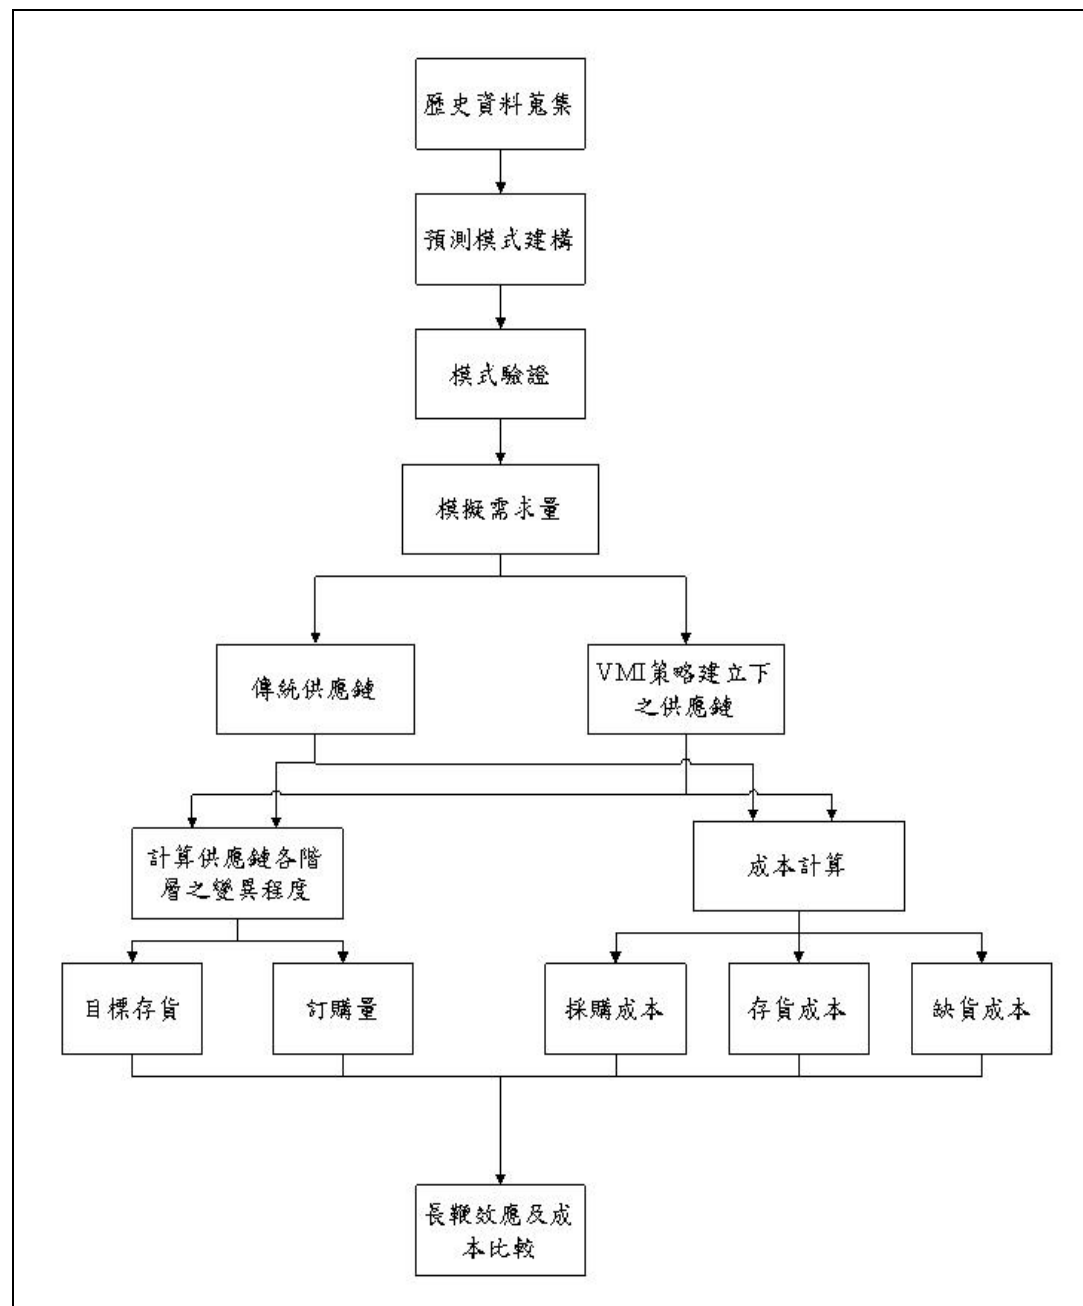 歷史資料蒐集
預測模式建構
模式驗證
模擬需求量
傳統供應鏈
VMI策略建立下
之供應鏈
計算供應鏈各階
層之變異程度
成本計算
目標存貨
訂購量
採購成本
存貨成本
缺貨成本
長鞭效應及成
本比較